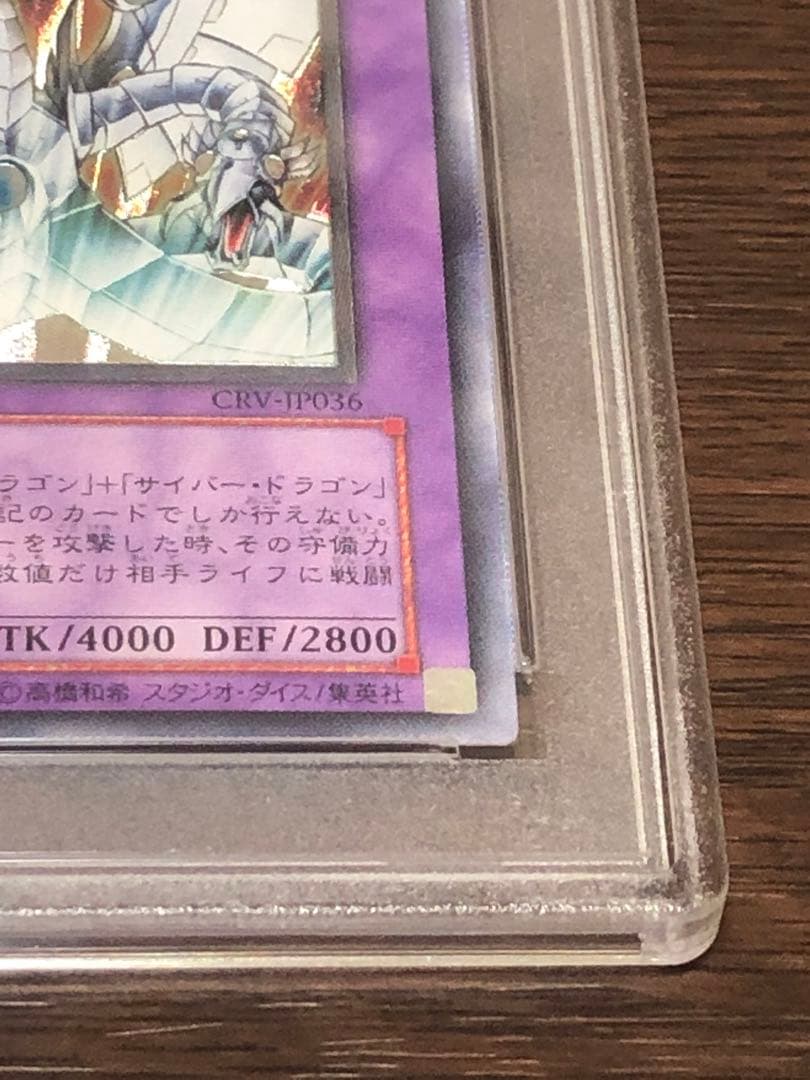 CRV-JP036
ラゴン」+「サイバー・ドラゴン」
記のカードでしか行えない。
ーを攻撃した時、その守備力
数値だけ相手ライフに戦闘
TK/4000 DEF/2800
©高橋和希 スタジオ・ダイス/集英社